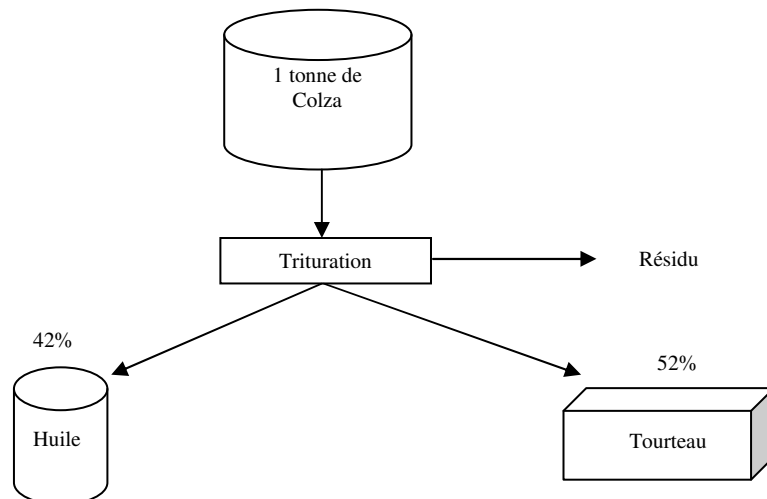 1 tonne de
Colza
Trituration
Résidu
42%
52%
Huile
Tourteau